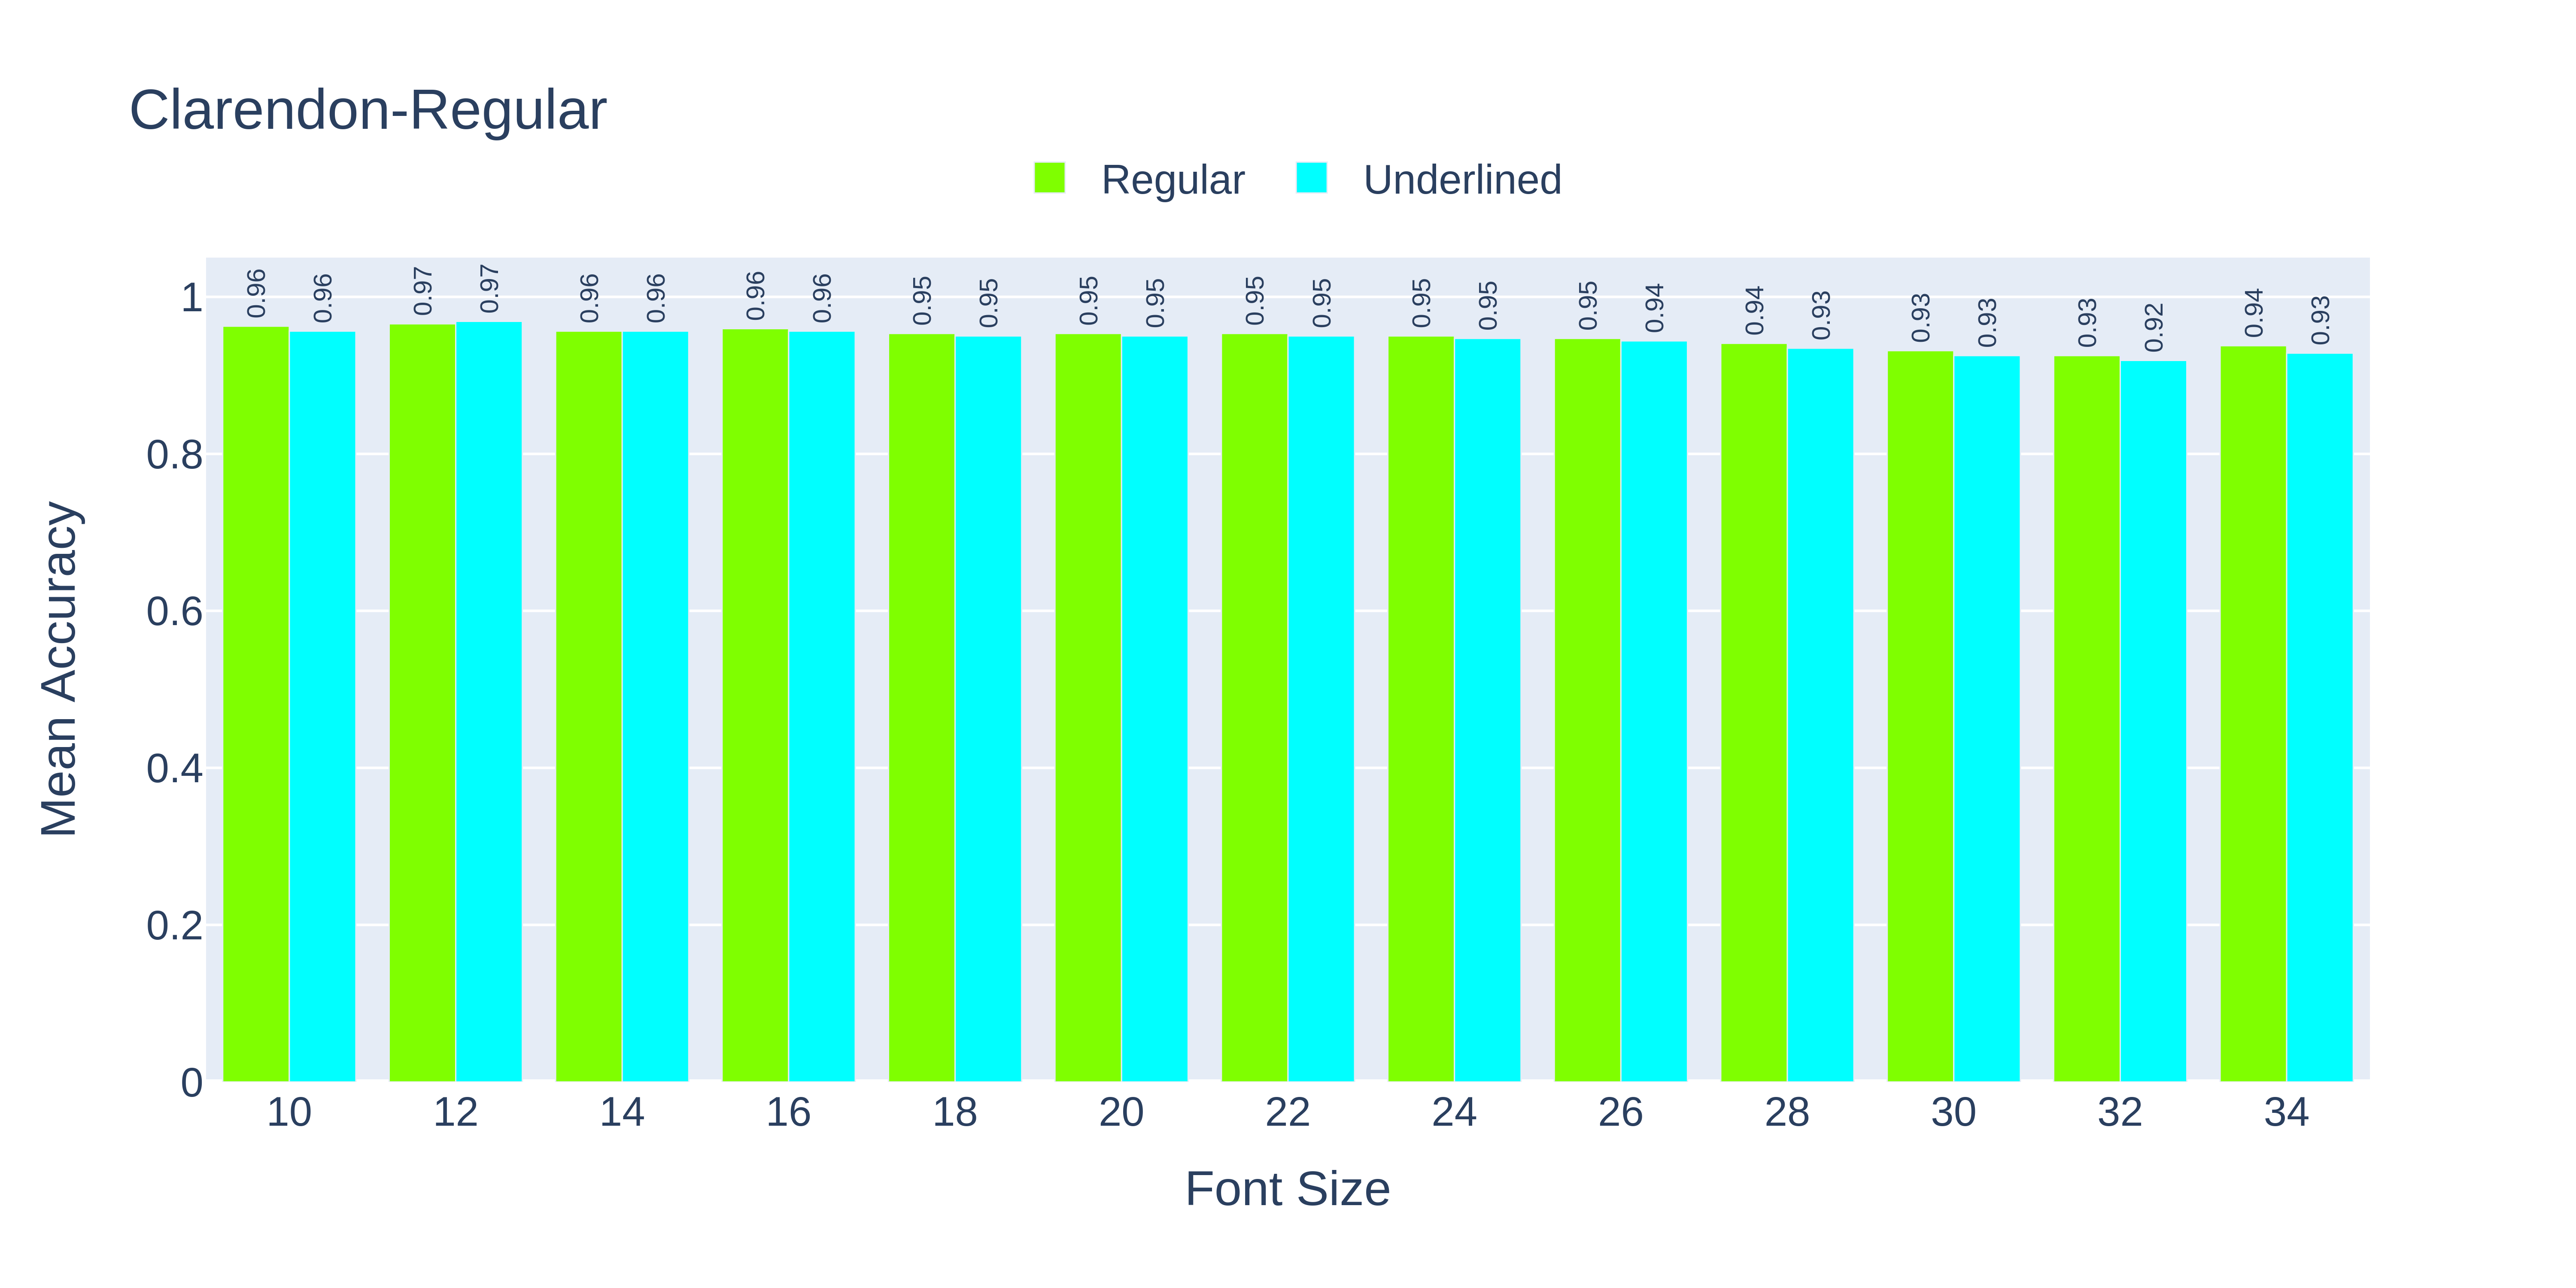 Clarendon-Regular
Regular Underlined
0.96 0.96 0.97 0.97 0.96 0.96 0.96 0.96 0.95 0.95 0.95 0.95 0.95 0.95 0.95 0.95 0.95 0.94 0.94 0.93 0.93 0.93 0.93 0.92 0.94 0.93
1
0.8
0.6
0.4
0.2
0
Mean Accuracy
10 12 14 16 18 20 22 24 26 28 30 32 34
Font Size